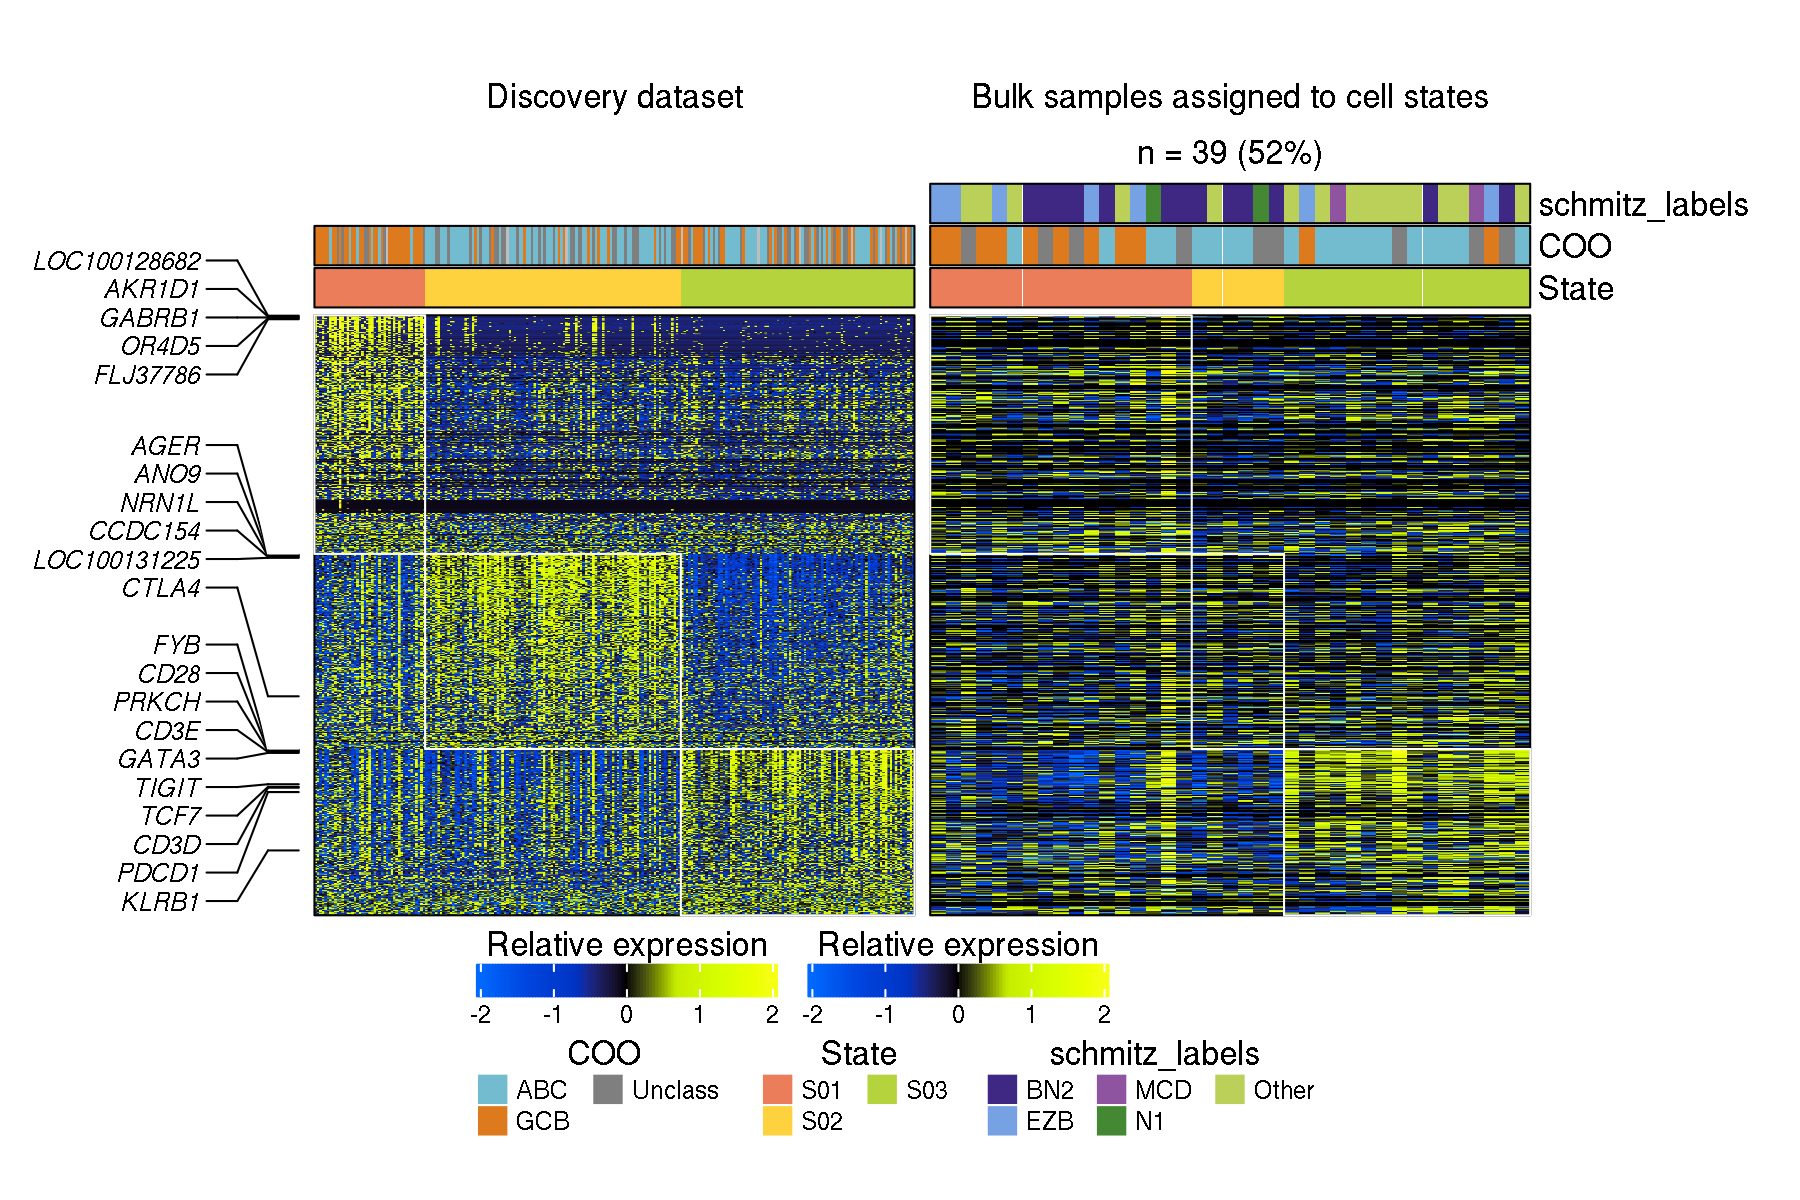 Discovery dataset
Bulk samples assigned to cell states
n = 39 (52%)
schmitz_labels
COO
State
LOC100128682
AKR1D1
GABRB1
OR4D5
FLJ37786
AGER
ANO9
NRN1L
CCDC154
LOC100131225
CTLA4
FYB
CD28
PRKCH
CD3E
GATA3
TIGIT
TCF7
CD3D
PDCD1
KLRB1
Relative expression
-2 -1 0 1 2
Relative expression
-2 -1 0 1 2
COO
ABC
Unclass
GCB
State
S01
S03
S02
schmitz_labels
BN2
MCD
Other
EZB
N1